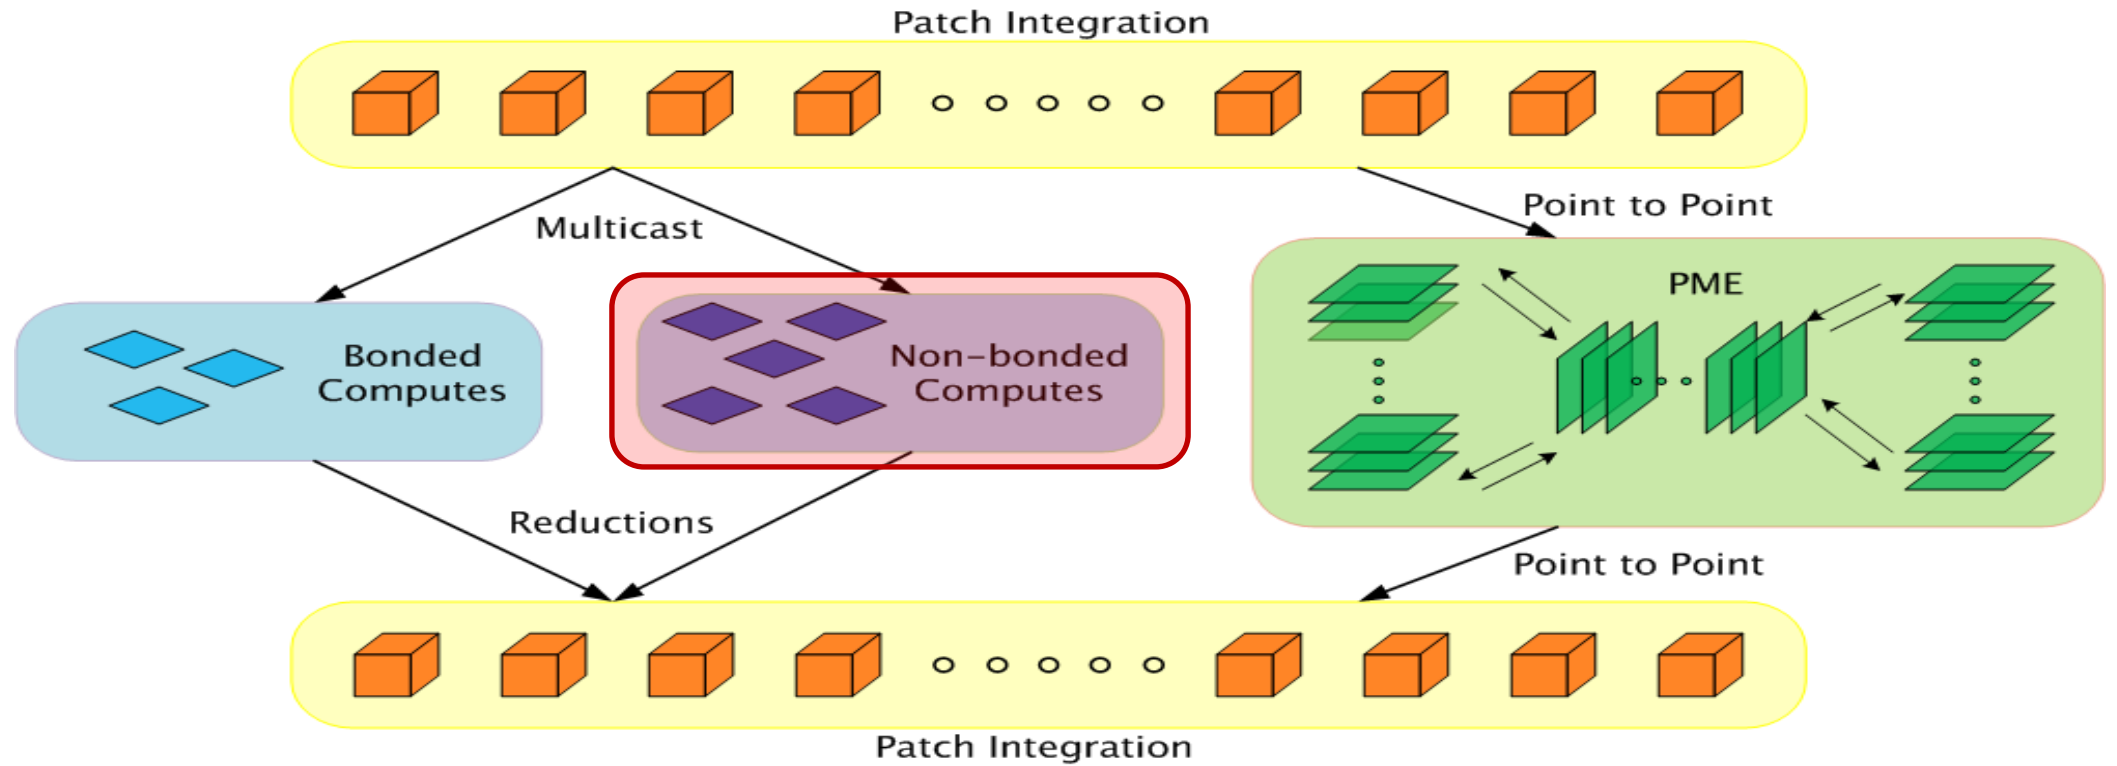 Patch Integration
Point to Point
Multicast
PME
Bonded
Computes
Non-bonded
Computes
Reductions
Point to Point
Patch Integration